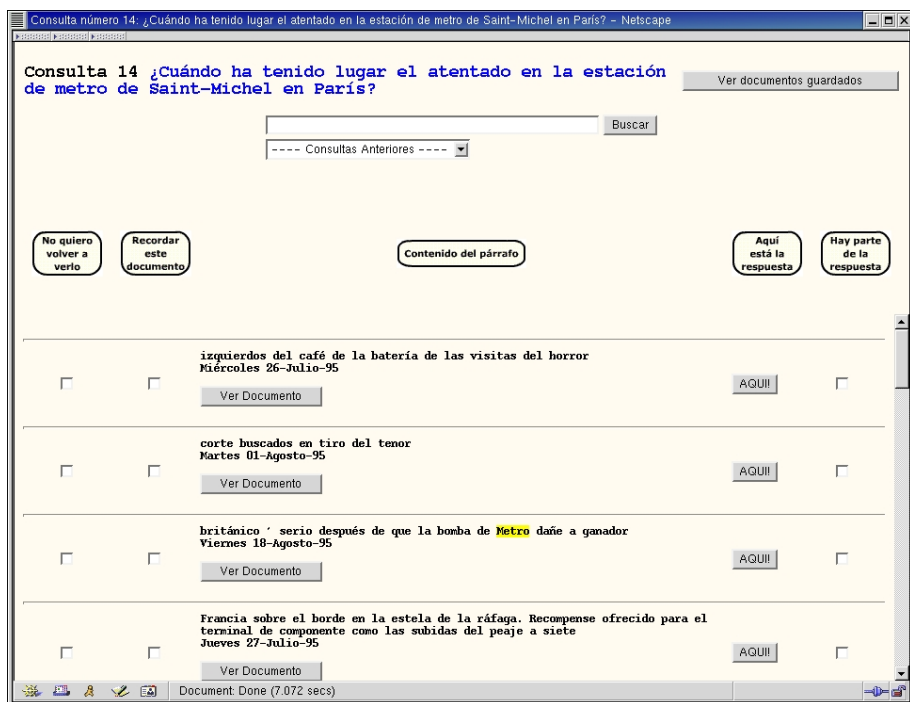 Consulta número 14: ¿Cuándo ha tenido lugar el atentado en la estación de metro de Saint-Michel en París? - Netscape
Consulta 14 ¿Cuándo ha tenido lugar el atentado en la estación
de metro de Saint-Michel en París?
Ver documentos guardados
Buscar
---- Consultas Anteriores ----
No quiero
volver a
verlo
Recordar
este
documento
Contenido del párrafo
Aquí
está la
respuesta
Hay parte
de la
respuesta
izquierdos del café de la batería de las visitas del horror
Miércoles 26-Julio-95
Ver Documento
AQUI!
corte buscados en tiro del tenor
Martes 01-Agosto-95
Ver Documento
AQUI!
británico ' serio después de que la bomba de Metro dañe a ganador
Viernes 18-Agosto-95
Ver Documento
AQUI!
Francia sobre el borde en la estela de la ráfaga. Recompense ofrecido para el
terminal de componente como las subidas del peaje a siete
Jueves 27-Julio-95
Ver Documento
AQUI!
Document: Done (7.072 secs)